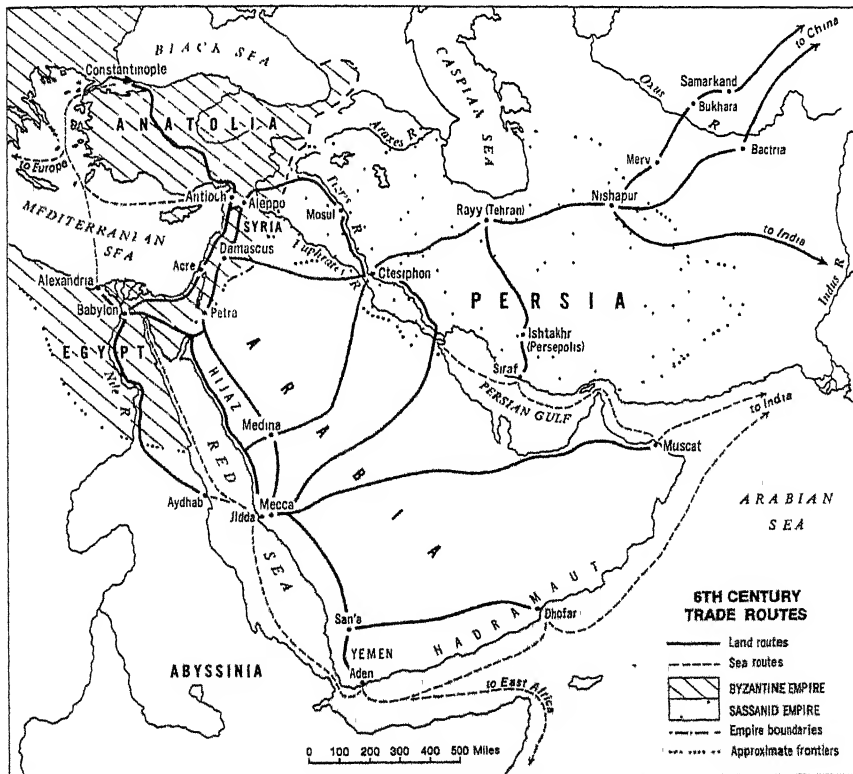 BLACK SEA
Constantinople
ANATOLIA
to Europe
MEDITERRANEAN
SEA
Antioch
Aleppo
SYRIA
Damascus
Acre
Alexandria
Babylon
Petra
EGYPT
Nile R
Araxes R
Tigris R
Mosul
Euphrates R
Ctesiphon
CASPIAN SEA
Oxus R
Samarkand
Bukhara
to China
Merv
Bactria
Nishapur
Rayy (Tehran)
to India
Indus R
PERSIA
Ishtakhr
(Persepolis)
Siraf
PERSIAN GULF
to India
Muscat
HIJAZ
ARABIA
Medina
RED SEA
Aydhab
Jidda
Mecca
ARABIAN
SEA
San'a
YEMEN
Aden
HADRAMAUT
Dhofar
ABYSSINIA
to East Africa
0 100 200 300 400 500 Miles
6TH CENTURY
TRADE ROUTES
Land routes
Sea routes
BYZANTINE EMPIRE
SASSANID EMPIRE
Empire boundaries
Approximate frontiers